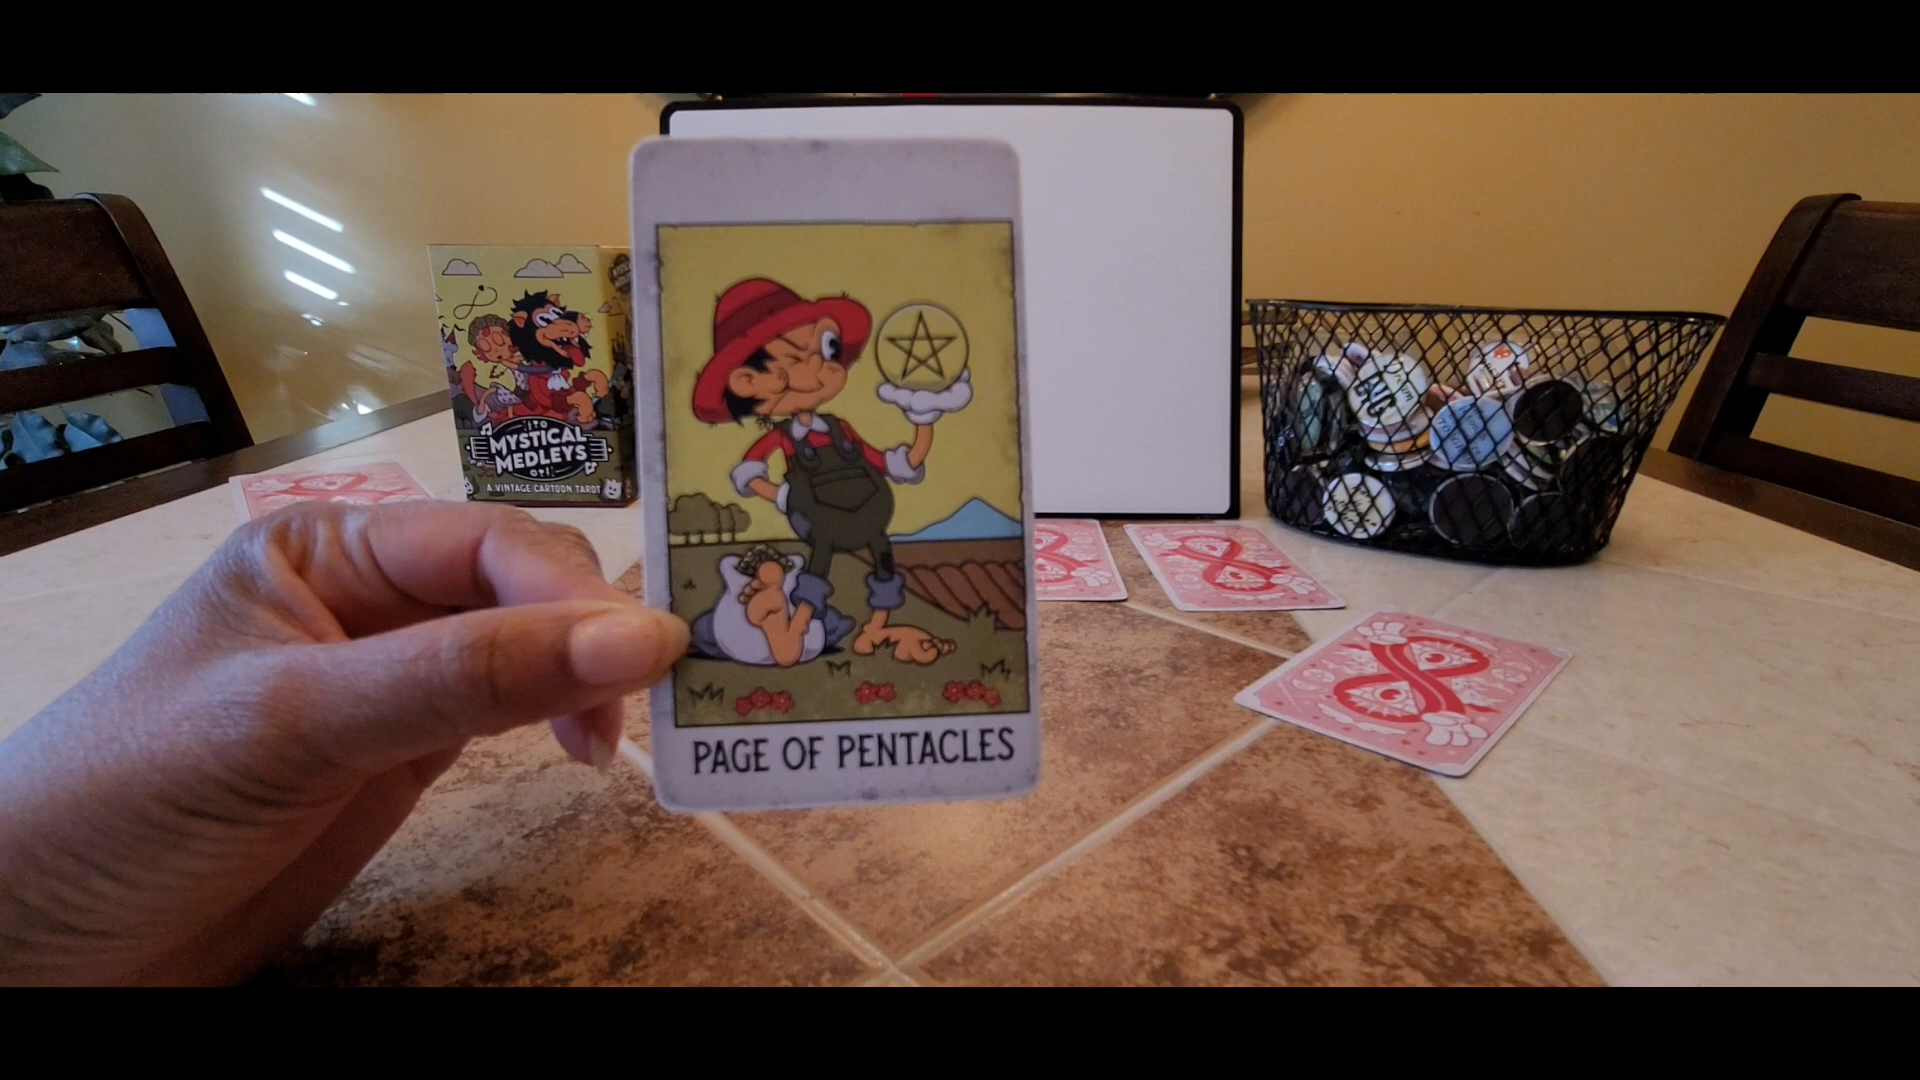 MYSTICAL
MEDLEYS
A VINTAGE CARTOON TAROT
PAGE OF PENTACLES